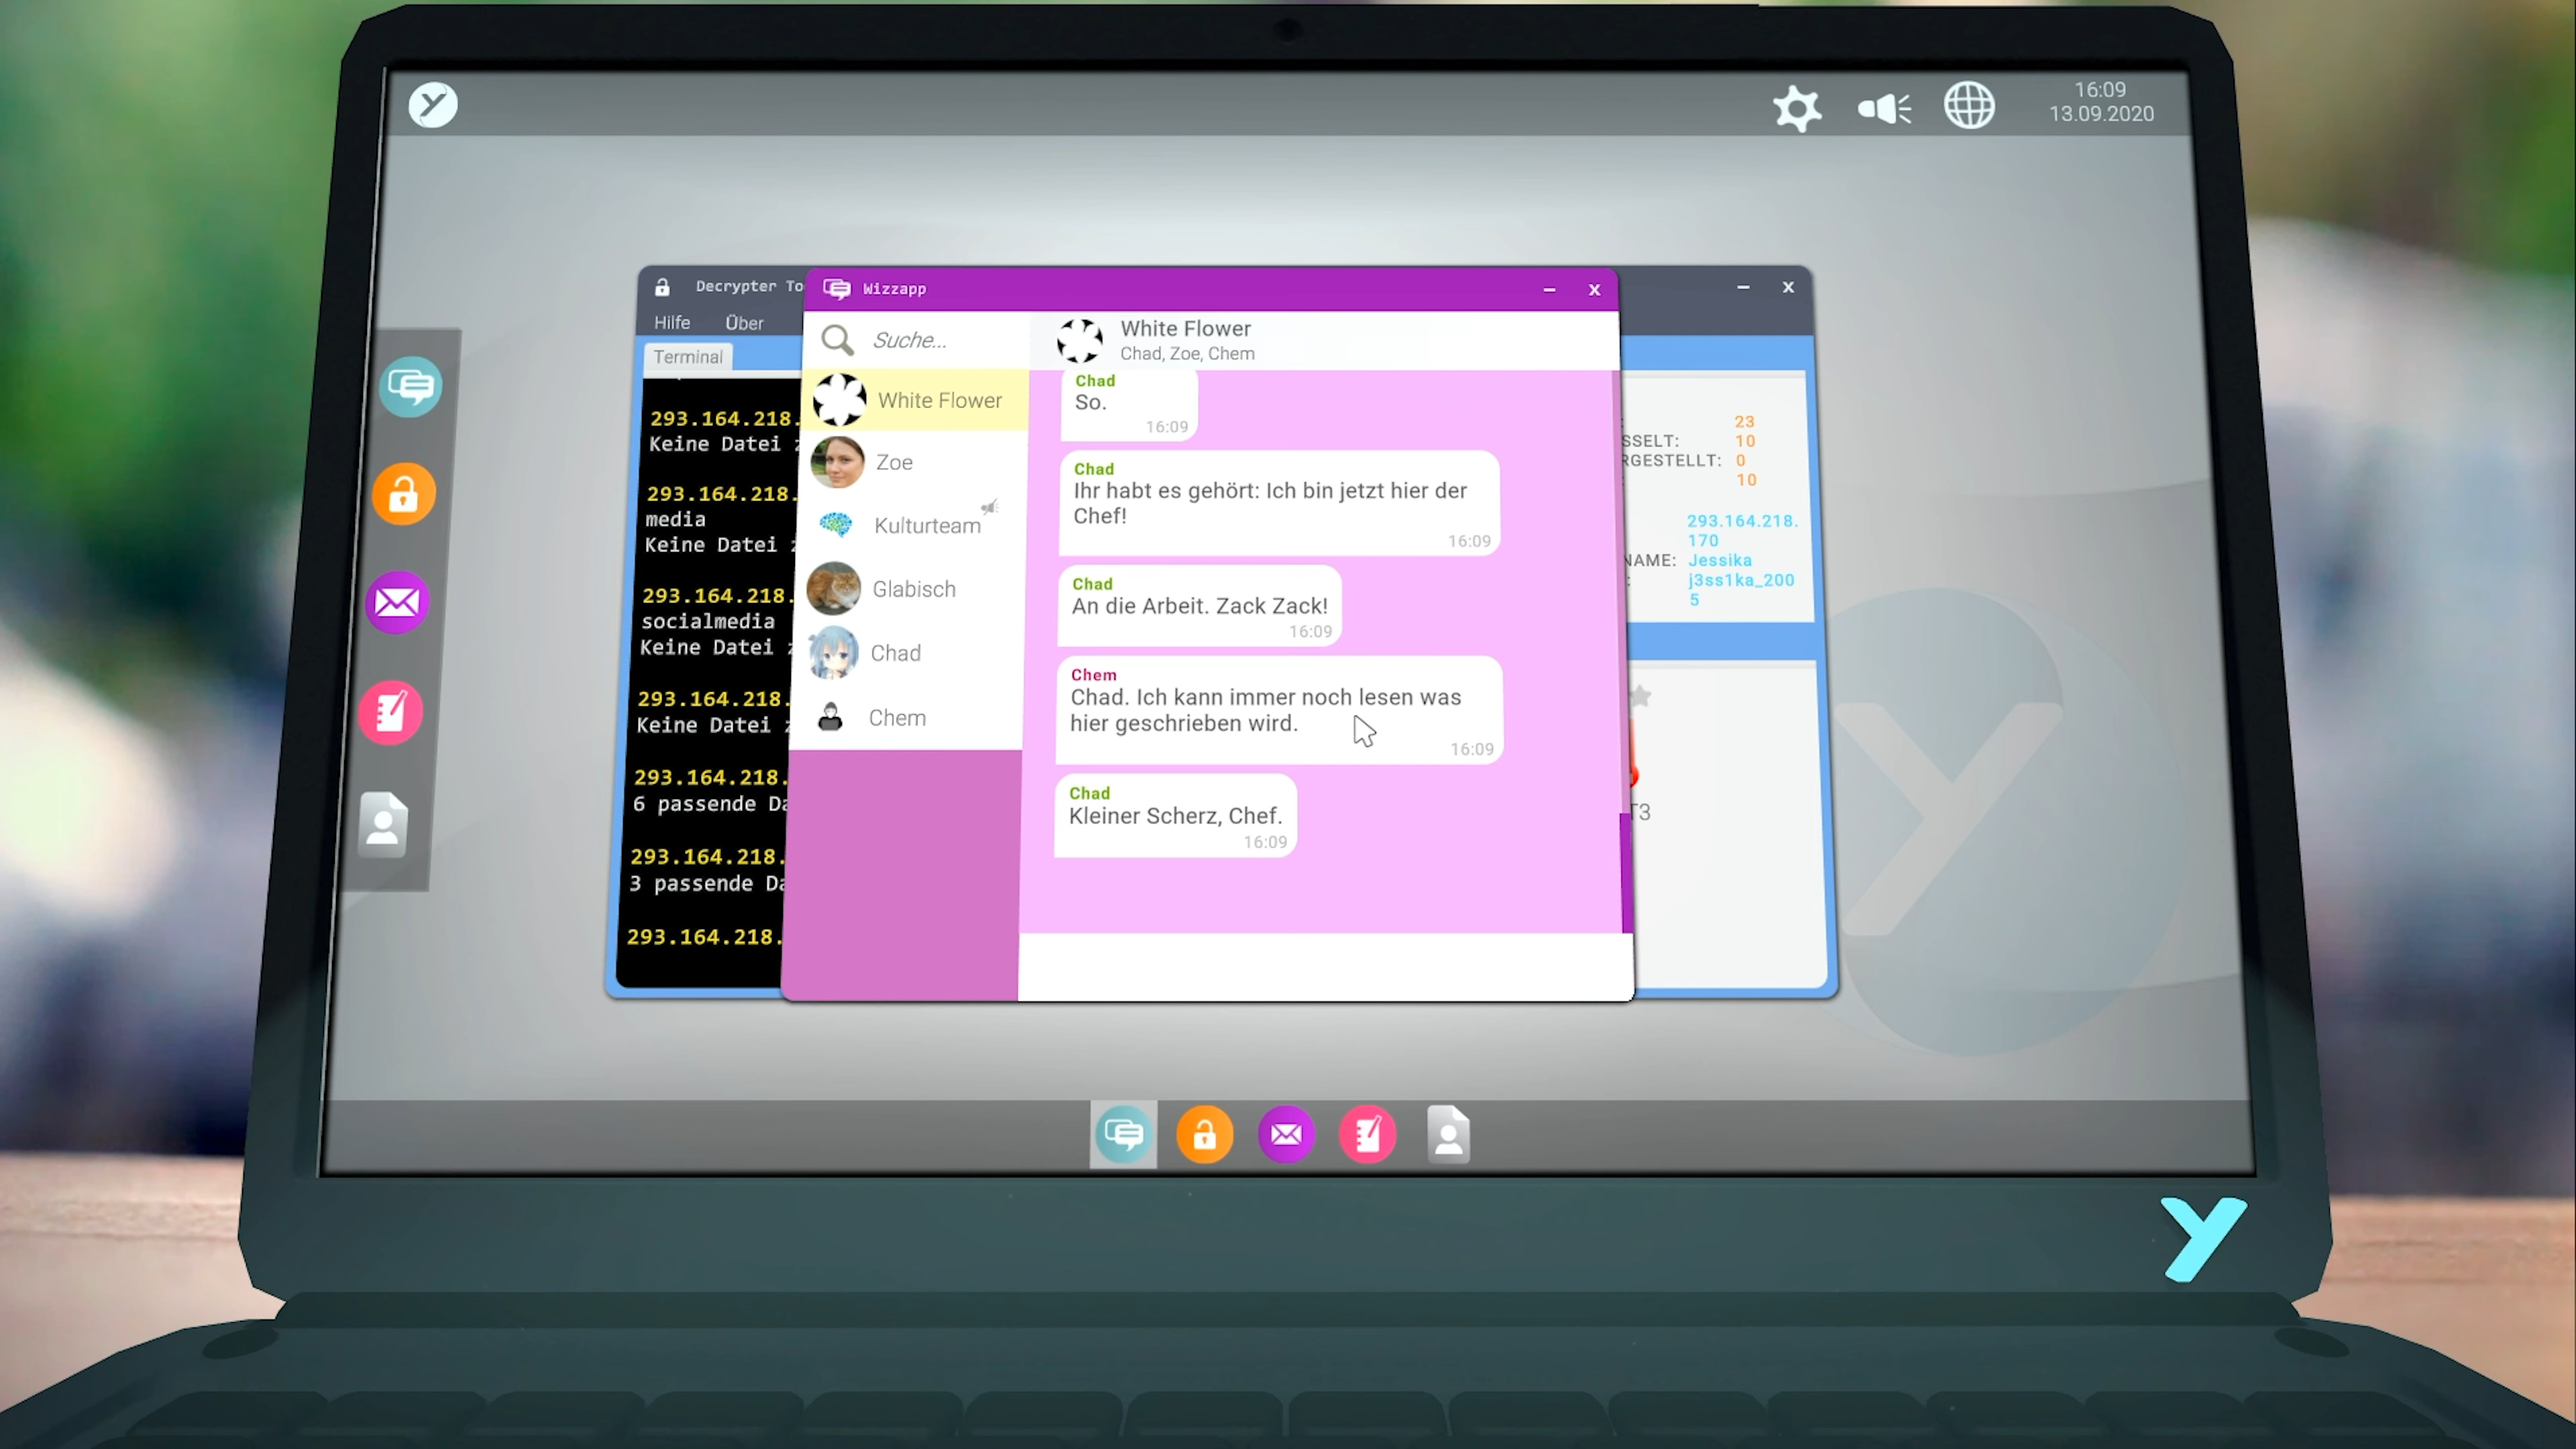 16:09
13.09.2020
Decrypter To
Hilfe Über
Terminal
293.164.218.
Keine Datei
293.164.218.
media
Keine Datei
293.164.218.
socialmedia
Keine Datei
293.164.218.
Keine Datei
293.164.218.
6 passende Da
293.164.218.
3 passende Da
293.164.218.
Wizzapp
Suche...
White Flower
Zoe
Kulturteam
Glabisch
Chad
Chem
White Flower
Chad, Zoe, Chem
Chad
So.
16:09
Chad
Ihr habt es gehört: Ich bin jetzt hier der
Chef!
16:09
Chad
An die Arbeit. Zack Zack!
16:09
Chem
Chad. Ich kann immer noch lesen was
hier geschrieben wird.
16:09
Chad
Kleiner Scherz, Chef.
16:09
: 23
SSELT: 10
RGESTELLT: 0
10
293.164.218.
170
NAME: Jessika
: j3ss1ka_200
5
T3